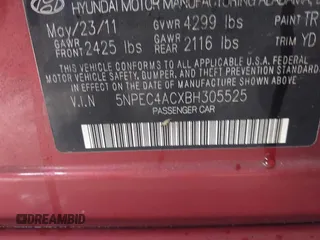 HYUNDAI MOTOR MANUFACTURING ALABAMA, L
May/23/11 GVWR 4299 lbs PAINT TR
GAWR FRONT 2425 lbs GAWR REAR 2116 lbs TRIM YD
THIS VEHICLE CONFORMS TO ALL APPLICABLE U.S.A. FEDERAL
MOTOR VEHICLE SAFETY, BUMPER, AND THEFT PREVENTION
STANDARDS IN EFFECT ON THE DATE OF MANUFACTURE
SHOWN ABOVE.
V.I.N 5NPEC4ACXBH305525
PASSENGER CAR
DREAMBID